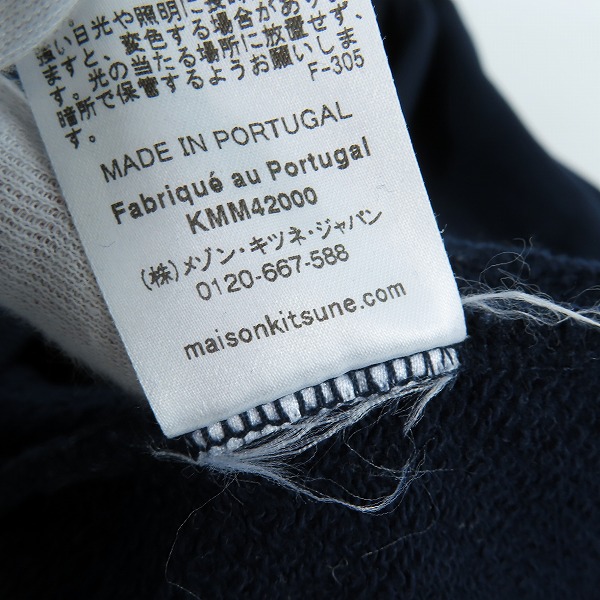 強い日光や照明に
ますと、変色する場合があ
す。光の当たる場所に放置せず
暗所で保管するようお願いしま
す。
F-305
MADE IN PORTUGAL
Fabriqué au Portugal
KMM42000
(株)メゾン・キツネ・ジャパン
0120-667-588
maisonkitsune.com